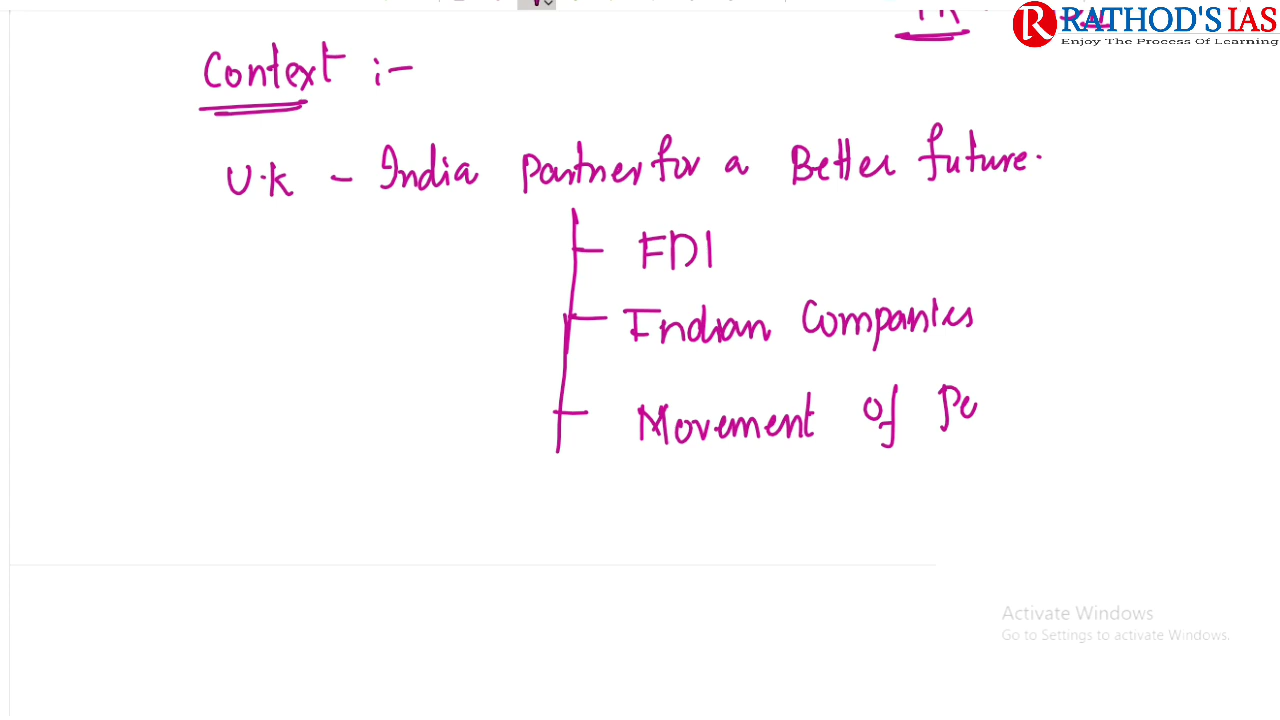 RATHOD'S IAS
Enjoy The Process Of Learning
Context :-
U.K - India Partner for a Better future.
FDI
Indian Companies
Movement of Pe
Activate Windows
Go to Settings to activate Windows.